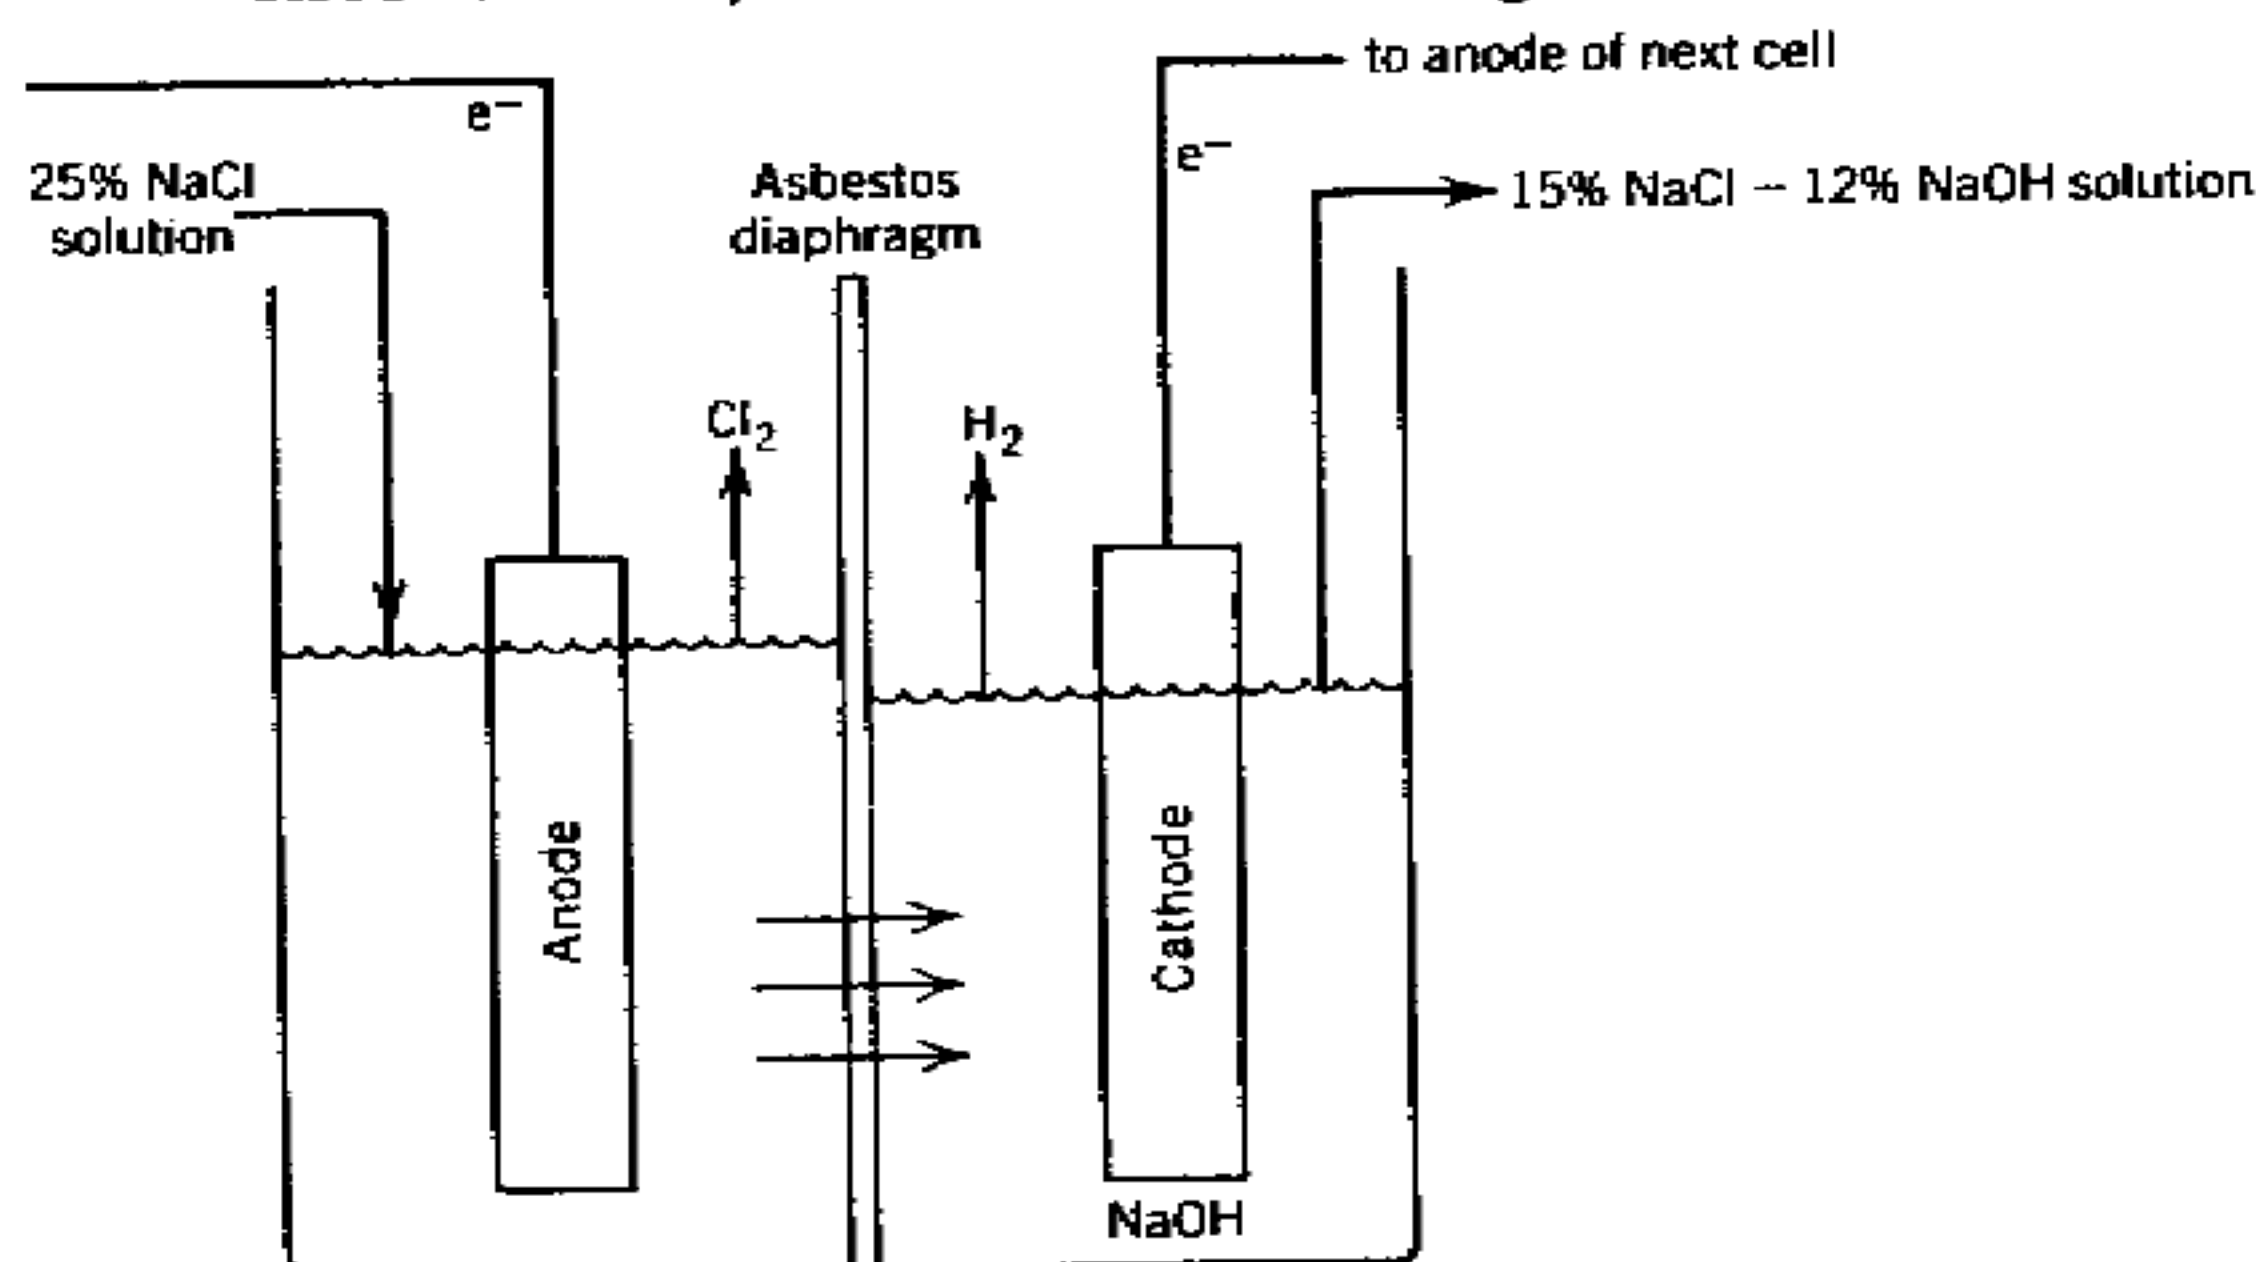 to anode of next cell
e−
25% NaCl
solution
Asbestos
diaphragm
e−
15% NaCl − 12% NaOH solution
Cl2
H2
Anode
Cathode
NaOH